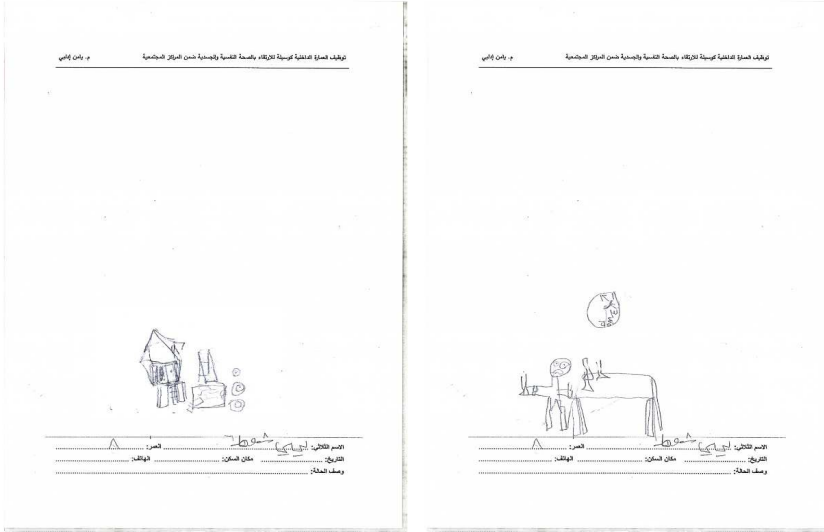 توظيف العمارة الداخلية كوسيلة للارتقاء بالصحة النفسية والجسدية ضمن المراكز المجتمعية م. يامن إدلبي
الاسم الثلاثي: العمر: ٨
التاريخ: مكان السكن: الهاتف:
وصف الحالة:
توظيف العمارة الداخلية كوسيلة للارتقاء بالصحة النفسية والجسدية ضمن المراكز المجتمعية م. يامن إدلبي
الاسم الثلاثي: العمر: ٨
التاريخ: مكان السكن: الهاتف:
وصف الحالة: